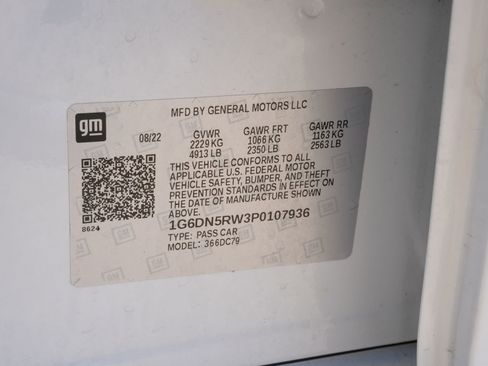 gm
MFD BY GENERAL MOTORS LLC
08/22 GVWR GAWR FRT GAWR RR
2229 KG 1066 KG 1163 KG
4913 LB 2350 LB 2563 LB
THIS VEHICLE CONFORMS TO ALL
APPLICABLE U.S. FEDERAL MOTOR
VEHICLE SAFETY, BUMPER, AND THEFT
PREVENTION STANDARDS IN EFFECT ON
THE DATE OF MANUFACTURE SHOWN
ABOVE.
8624
1G6DN5RW3P0107936
TYPE: PASS CAR
MODEL: 366DC79